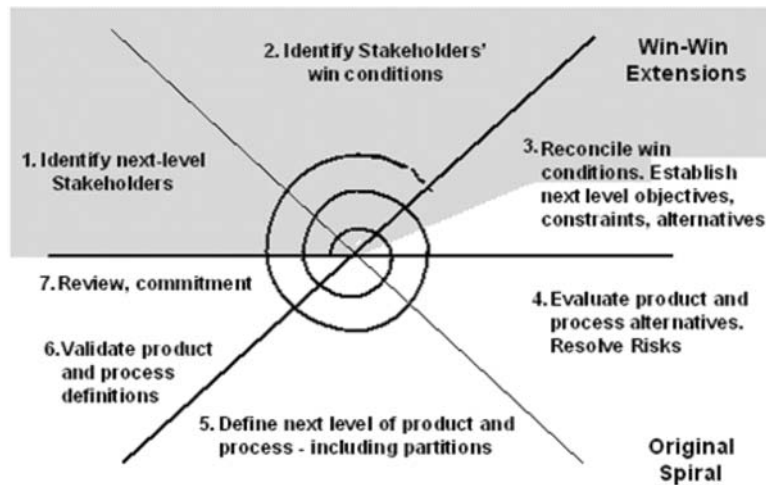 2. Identify Stakeholders'
win conditions
Win-Win
Extensions
1. Identify next-level
Stakeholders
3. Reconcile win
conditions. Establish
next level objectives,
constraints, alternatives
7. Review, commitment
4. Evaluate product and
process alternatives.
Resolve Risks
6. Validate product
and process
definitions
5. Define next level of product and
process - including partitions
Original
Spiral